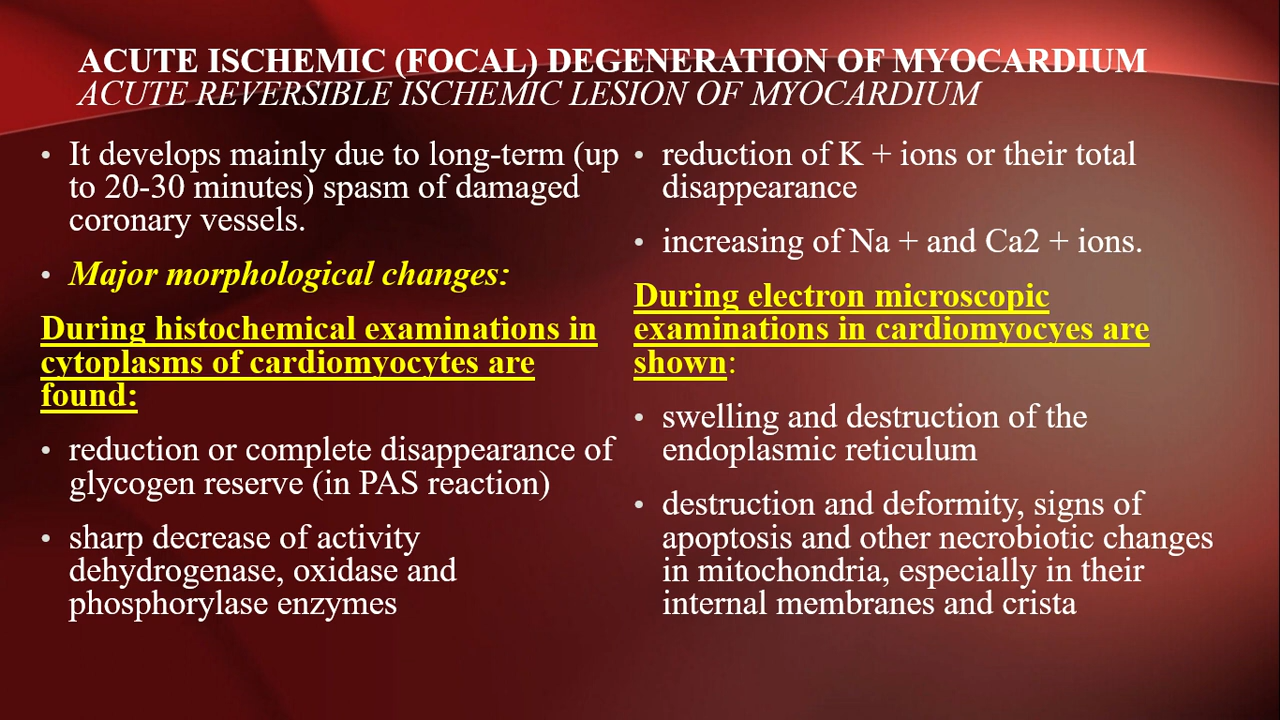 ACUTE ISCHEMIC (FOCAL) DEGENERATION OF MYOCARDIUM
ACUTE REVERSIBLE ISCHEMIC LESION OF MYOCARDIUM
• It develops mainly due to long-term (up
to 20-30 minutes) spasm of damaged
coronary vessels.
• Major morphological changes:
During histochemical examinations in
cytoplasms of cardiomyocytes are
found:
• reduction or complete disappearance of
glycogen reserve (in PAS reaction)
• sharp decrease of activity
dehydrogenase, oxidase and
phosphorylase enzymes
• reduction of K + ions or their total
disappearance
• increasing of Na + and Ca2 + ions.
During electron microscopic
examinations in cardiomyocyes are
shown:
• swelling and destruction of the
endoplasmic reticulum
• destruction and deformity, signs of
apoptosis and other necrobiotic changes
in mitochondria, especially in their
internal membranes and crista